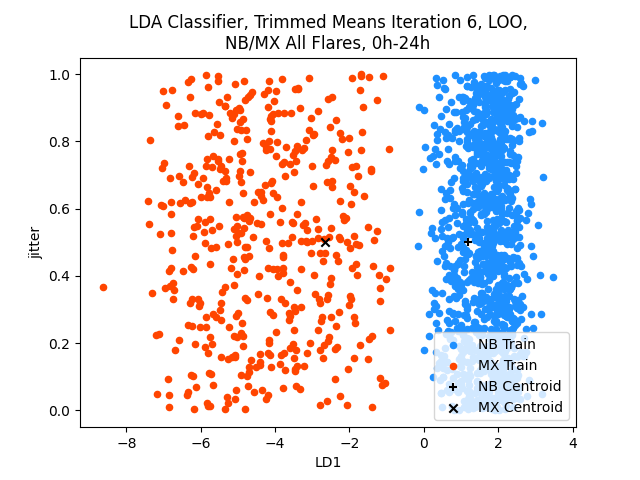 LDA Classifier, Trimmed Means Iteration 6, LOO,
NB/MX All Flares, 0h-24h
1.0
0.8
0.6
0.4
0.2
0.0
jitter
−8
−6
−4
−2
0
2
4
LD1
NB Train
MX Train
NB Centroid
MX Centroid